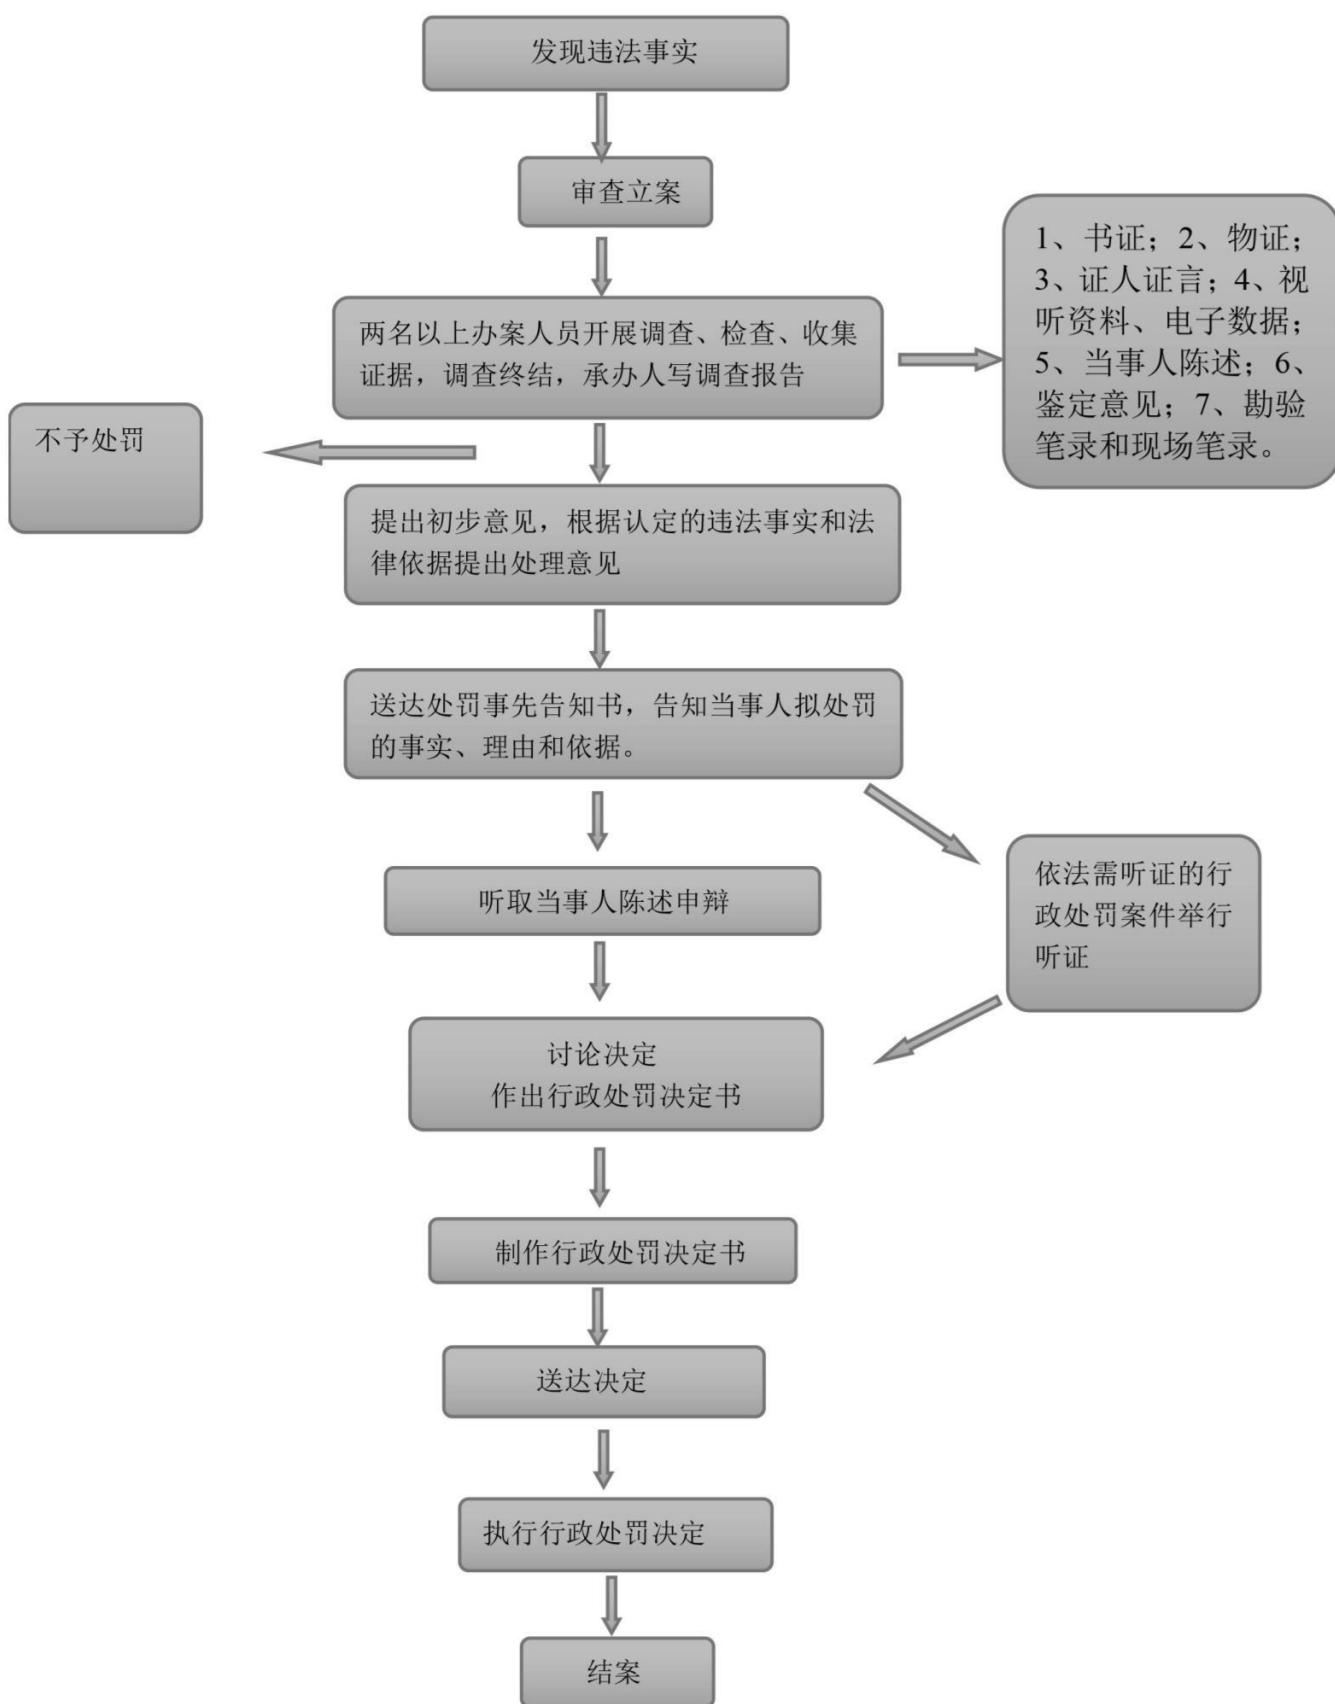 发现违法事实
审查立案
1、书证；2、物证；
3、证人证言；4、视
听资料、电子数据；
5、当事人陈述；6、
鉴定意见；7、勘验
笔录和现场笔录。
两名以上办案人员开展调查、检查、收集
证据，调查终结，承办人写调查报告
不予处罚
提出初步意见，根据认定的违法事实和法
律依据提出处理意见
送达处罚事先告知书，告知当事人拟处罚
的事实、理由和依据。
听取当事人陈述申辩
依法需听证的行
政处罚案件举行
听证
讨论决定
作出行政处罚决定书
制作行政处罚决定书
送达决定
执行行政处罚决定
结案